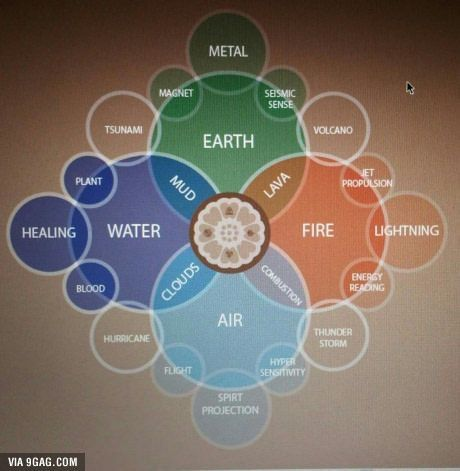 METAL
MAGNET
SEISMIC
SENSE
TSUNAMI
EARTH
VOLCANO
PLANT
MUD
LAVA
JET
PROPULSION
HEALING
WATER
FIRE
LIGHTNING
BLOOD
CLOUDS
COMBUSTION
ENERGY
READING
AIR
HURRICANE
THUNDER
STORM
FLIGHT
HYPER
SENSITIVITY
SPIRT
PROJECTION
VIA 9GAG.COM